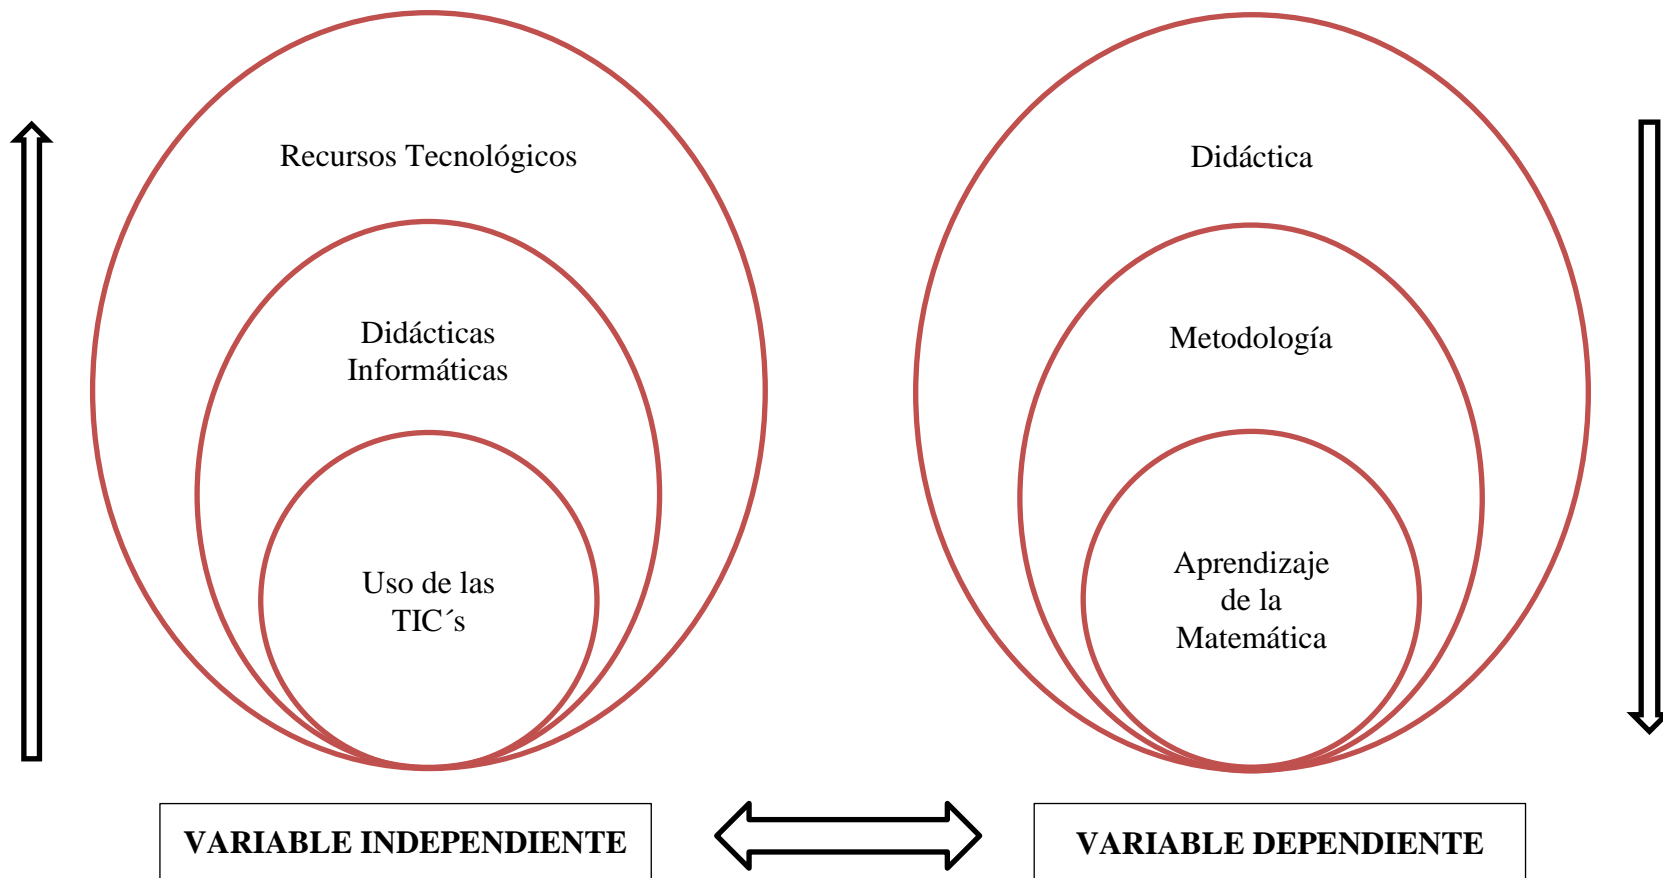 Recursos Tecnológicos
Didácticas
Informáticas
Uso de las
TIC´s
VARIABLE INDEPENDIENTE
Didáctica
Metodología
Aprendizaje
de la
Matemática
VARIABLE DEPENDIENTE